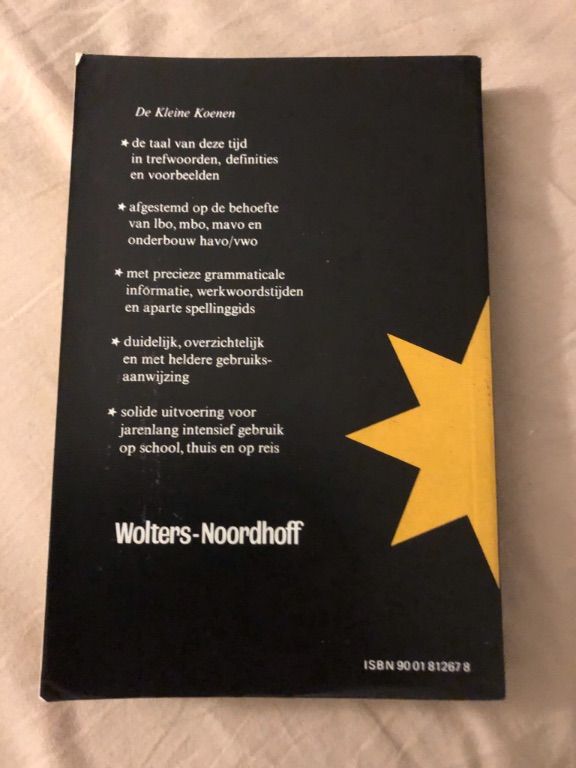 De Kleine Koenen
* de taal van deze tijd
in trefwoorden, definities
en voorbeelden
* afgestemd op de behoefte
van lbo, mbo, mavo en
onderbouw havo/vwo
* met precieze grammaticale
informatie, werkwoordstijden
en aparte spellinggids
* duidelijk, overzichtelijk
en met heldere gebruiks-
aanwijzing
* solide uitvoering voor
jarenlang intensief gebruik
op school, thuis en op reis
Wolters-Noordhoff
ISBN 90 01 81267 8